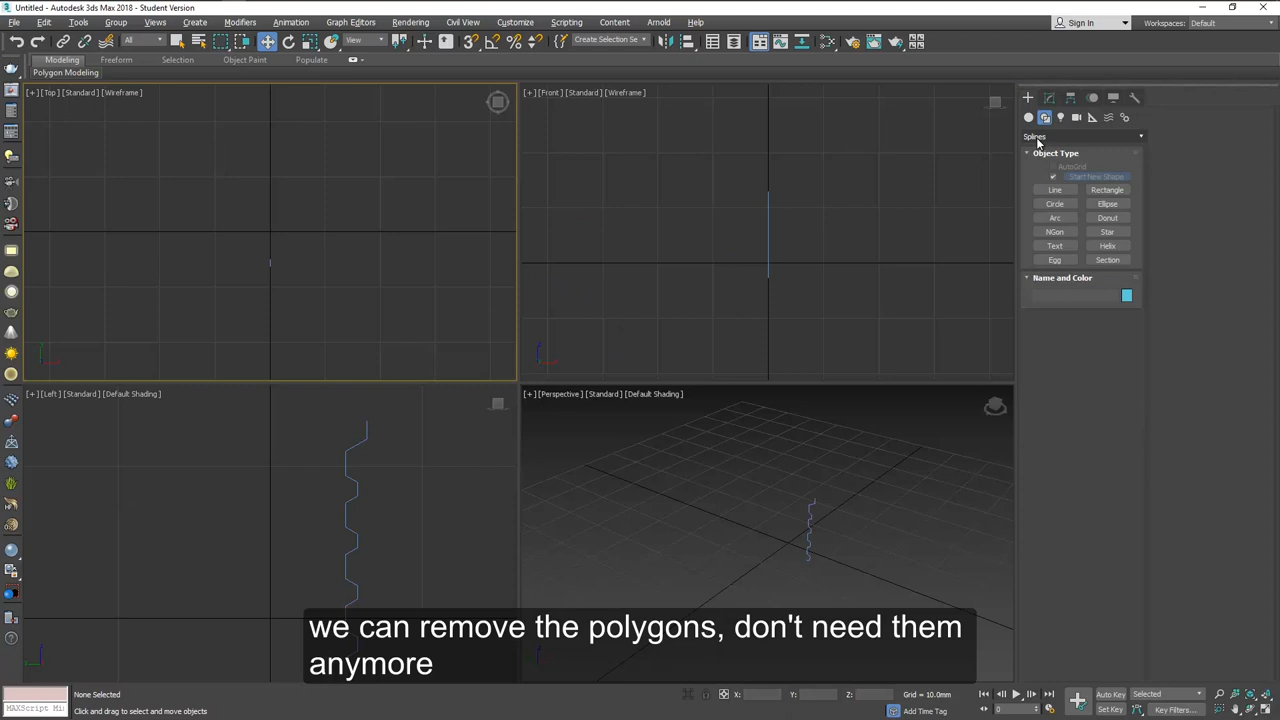 Untitled - Autodesk 3ds Max 2018 - Student Version
File Edit Tools Group Views Create Modifiers Animation Graph Editors Rendering Civil View Customize Scripting Content Arnold Help
Sign In
Workspaces: Default
All
View
Create Selection Se
Modeling Freeform Selection Object Paint Populate
Polygon Modeling
[+] [Top] [Standard] [Wireframe]
[+] [Front] [Standard] [Wireframe]
Splines
Object Type
AutoGrid
Start New Shape
Line Rectangle
Circle Ellipse
Arc Donut
NGon Star
Text Helix
Egg Section
Name and Color
[+] [Left] [Standard] [Default Shading]
[+] [Perspective] [Standard] [Default Shading]
we can remove the polygons, don't need them
anymore
None Selected
X: Y: Z: Grid = 10.0mm
Auto Key Selected
MAXScript Mi
Click and drag to select and move objects
Add Time Tag
0
Set Key Key Filters...